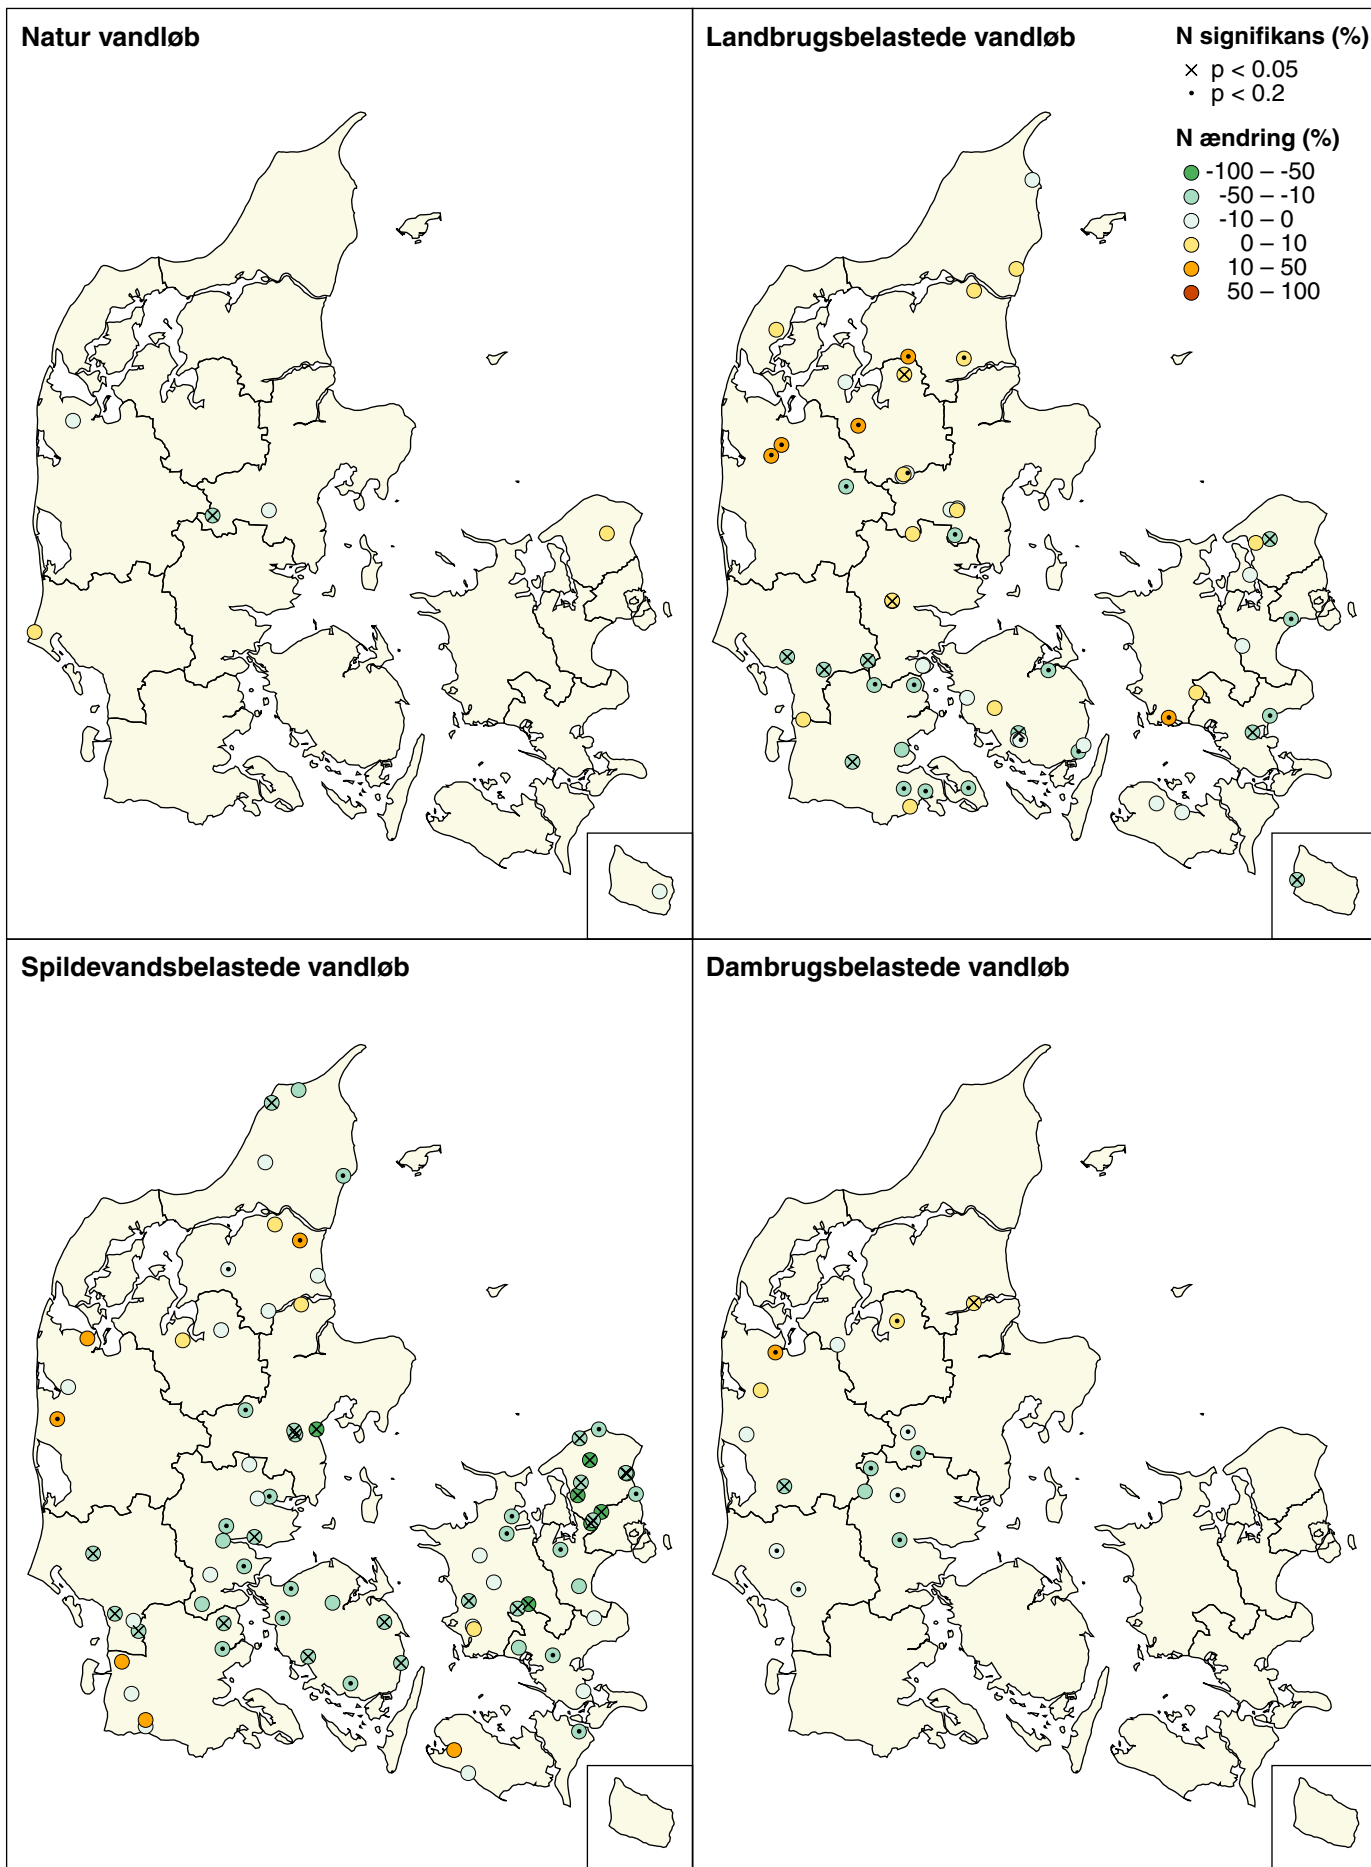 Natur vandløb
Landbrugsbelastede vandløb
N signifikans (%)
× p < 0.05
· p < 0.2
N ændring (%)
-100 – -50
-50 – -10
-10 – 0
0 – 10
10 – 50
50 – 100
Spildevandsbelastede vandløb
Dambrugsbelastede vandløb